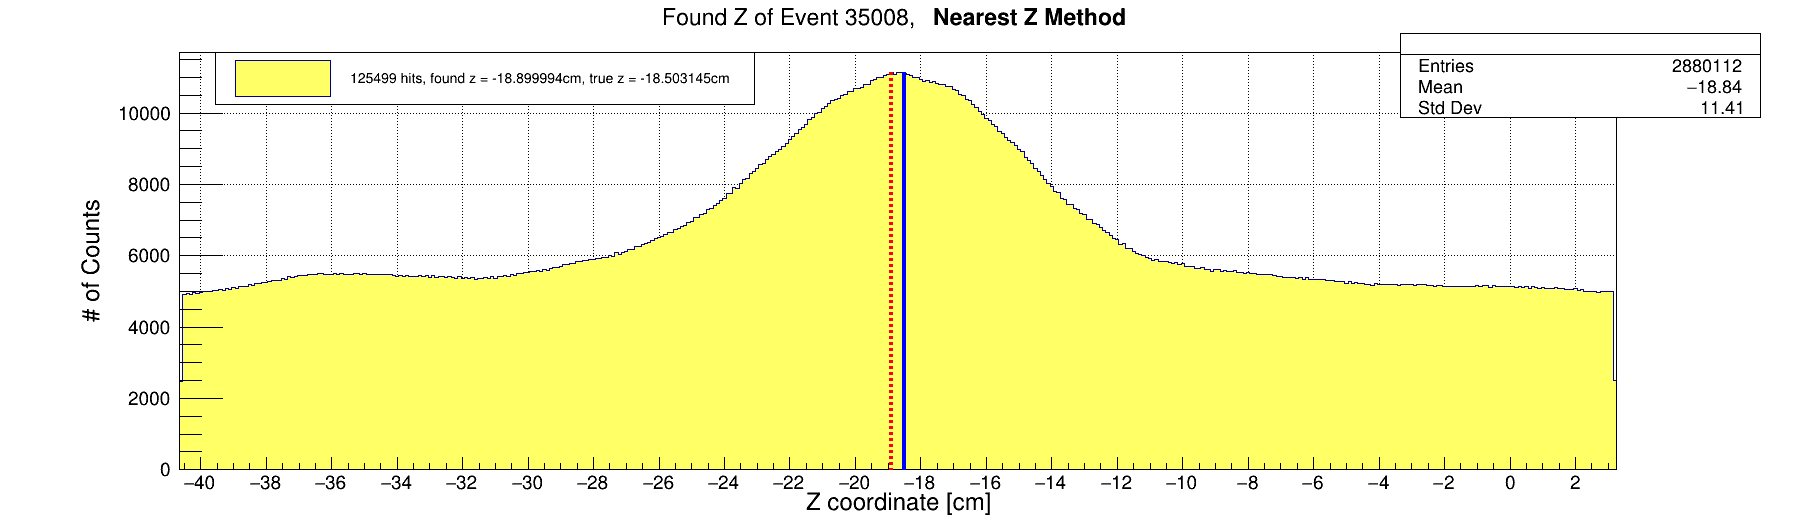 Found Z of Event 35008, Nearest Z Method
125499 hits, found z = -18.899994cm, true z = -18.503145cm
Entries 2880112
Mean −18.84
Std Dev 11.41
# of Counts
10000
8000
6000
4000
2000
0
−40 −38 −36 −34 −32 −30 −28 −26 −24 −22 −20 −18 −16 −14 −12 −10 −8 −6 −4 −2 0 2
Z coordinate [cm]